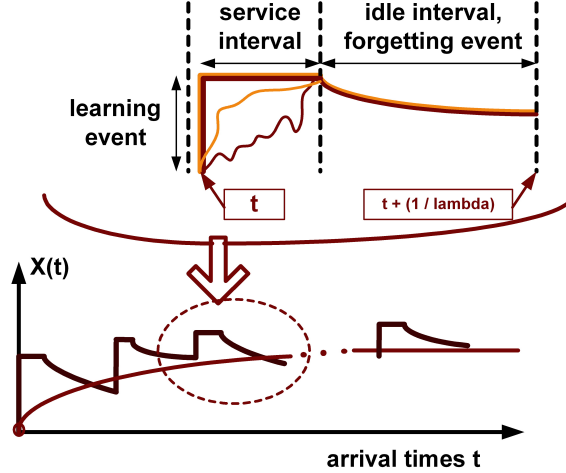 service
interval
idle interval,
forgetting event
learning
event
t
t + (1 / lambda)
X(t)
arrival times t